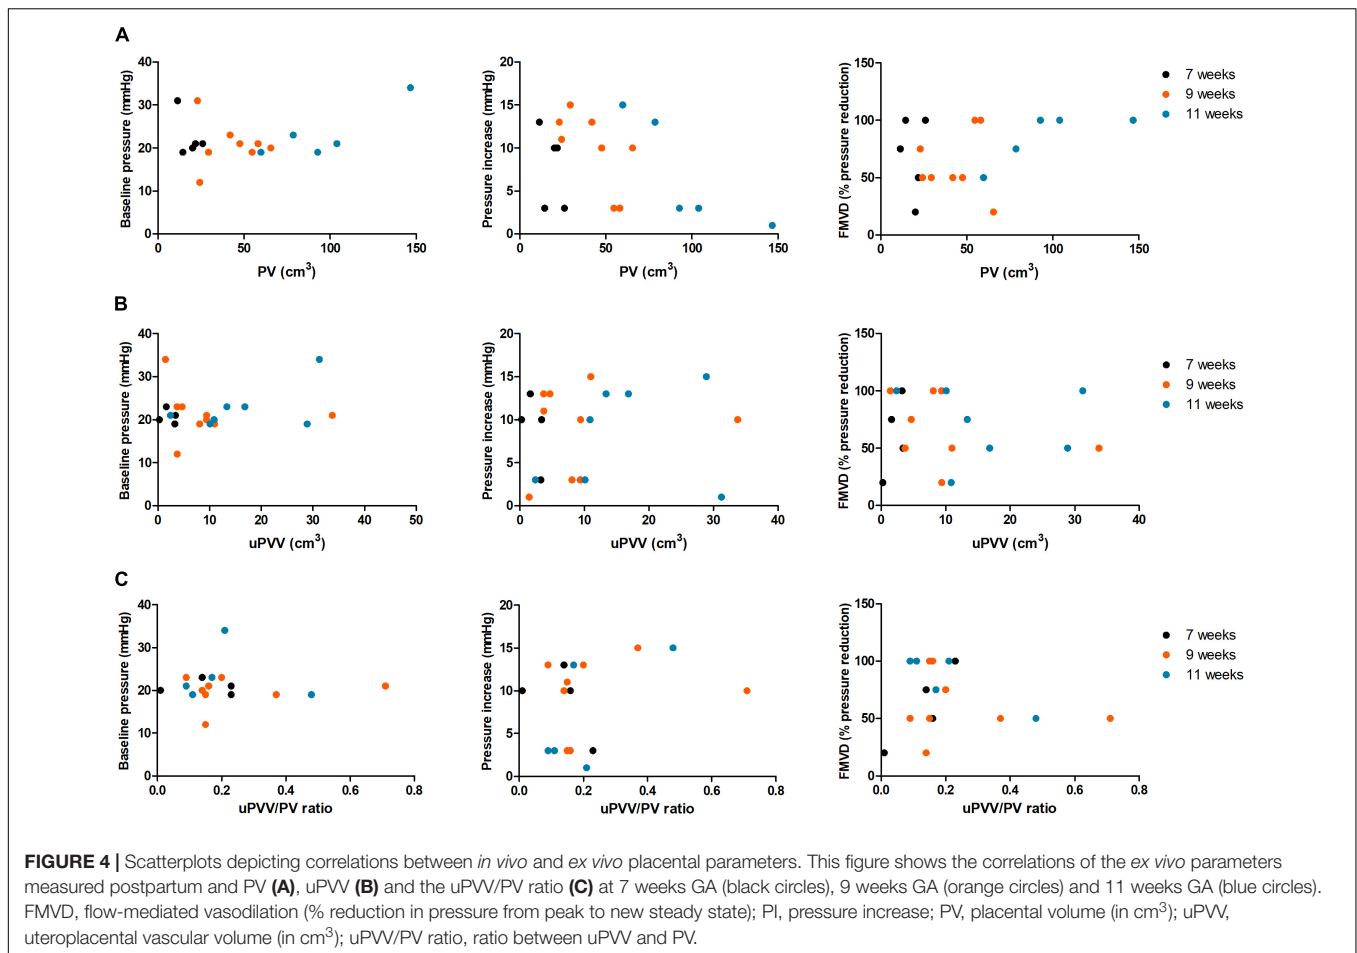 A
40
30
20
10
0
Baseline pressure (mmHg)
0 50 100 150
PV (cm³)
20
15
10
5
0
Pressure increase (mmHg)
0 50 100 150
PV (cm³)
150
100
50
0
FMVD (% pressure reduction)
0 50 100 150
PV (cm³)
7 weeks
9 weeks
11 weeks
B
40
30
20
10
0
Baseline pressure (mmHg)
0 10 20 30 40 50
uPVV (cm³)
20
15
10
5
0
Pressure increase (mmHg)
0 10 20 30 40
uPVV (cm³)
150
100
50
0
FMVD (% pressure reduction)
0 10 20 30 40
uPVV (cm³)
7 weeks
9 weeks
11 weeks
C
40
30
20
10
0
Baseline pressure (mmHg)
0.0 0.2 0.4 0.6 0.8
uPVV/PV ratio
20
15
10
5
0
Pressure increase (mmHg)
0.0 0.2 0.4 0.6 0.8
uPVV/PV ratio
150
100
50
0
FMVD (% pressure reduction)
0.0 0.2 0.4 0.6 0.8
uPVV/PV ratio
7 weeks
9 weeks
11 weeks
FIGURE 4 | Scatterplots depicting correlations between in vivo and ex vivo placental parameters. This figure shows the correlations of the ex vivo parameters
measured postpartum and PV (A), uPVV (B) and the uPVV/PV ratio (C) at 7 weeks GA (black circles), 9 weeks GA (orange circles) and 11 weeks GA (blue circles).
FMVD, flow-mediated vasodilation (% reduction in pressure from peak to new steady state); PI, pressure increase; PV, placental volume (in cm³); uPVV,
uteroplacental vascular volume (in cm³); uPVV/PV ratio, ratio between uPVV and PV.